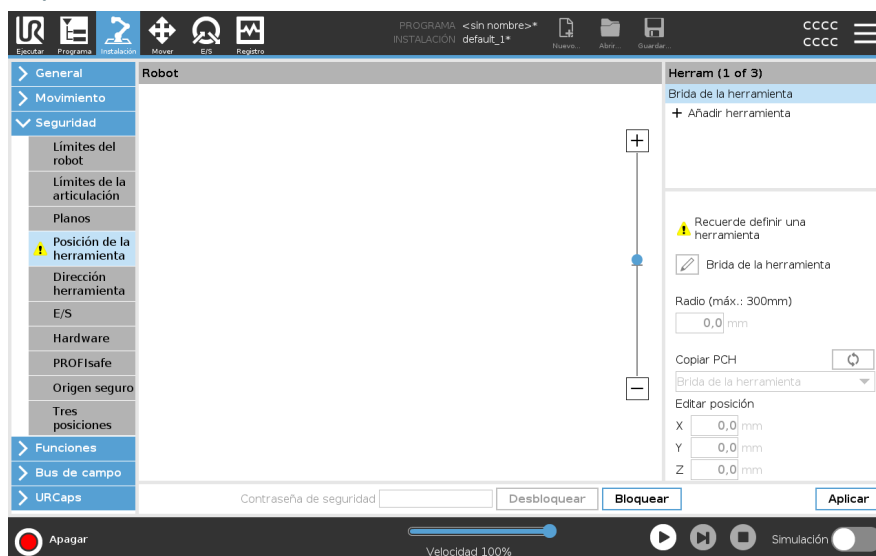 UR
PROGRAMA <sin nombre>*
INSTALACIÓN default_1*
Ejecutar Programa Instalación Mover E/S Registro
Nuevo... Abrir... Guardar...
cccc
cccc
General
Movimiento
Seguridad
Límites del
robot
Límites de la
articulación
Planos
Posición de la
herramienta
Dirección
herramienta
E/S
Hardware
PROFIsafe
Origen seguro
Tres
posiciones
Funciones
Bus de campo
URCaps
Robot
Herram (1 of 3)
Brida de la herramienta
+ Añadir herramienta
Recuerde definir una
herramienta
Brida de la herramienta
Radio (máx.: 300mm)
0,0 mm
Copiar PCH
Brida de la herramienta
Editar posición
X 0,0 mm
Y 0,0 mm
Z 0,0 mm
Contraseña de seguridad Desbloquear Bloquear Aplicar
Apagar
Velocidad 100%
Simulación